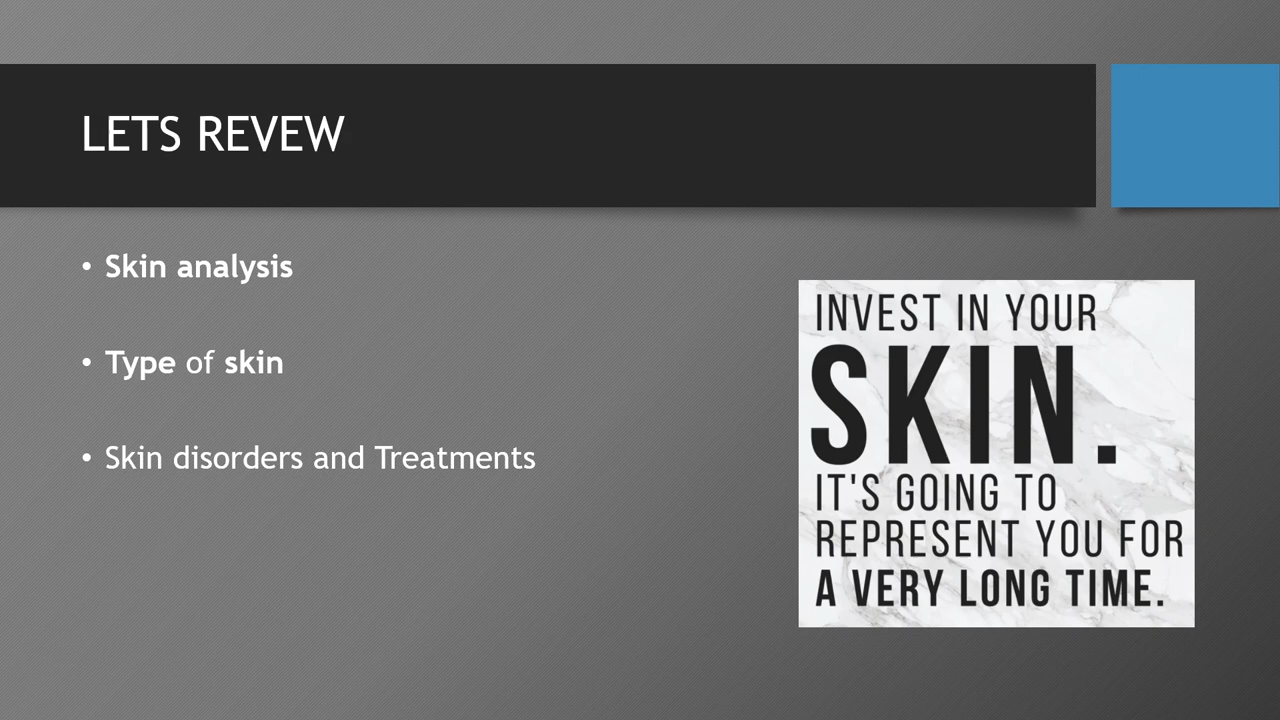 LETS REVEW
• Skin analysis
• Type of skin
• Skin disorders and Treatments
INVEST IN YOUR
SKIN.
IT'S GOING TO
REPRESENT YOU FOR
A VERY LONG TIME.